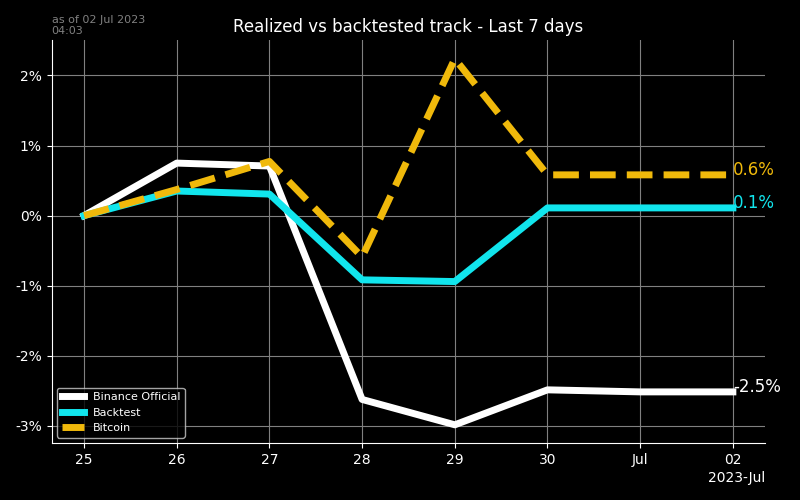 as of 02 Jul 2023
04:03
Realized vs backtested track - Last 7 days
2%
1%
0%
-1%
-2%
-3%
0.6%
0.1%
-2.5%
Binance Official
Backtest
Bitcoin
25 26 27 28 29 30 Jul 02
2023-Jul